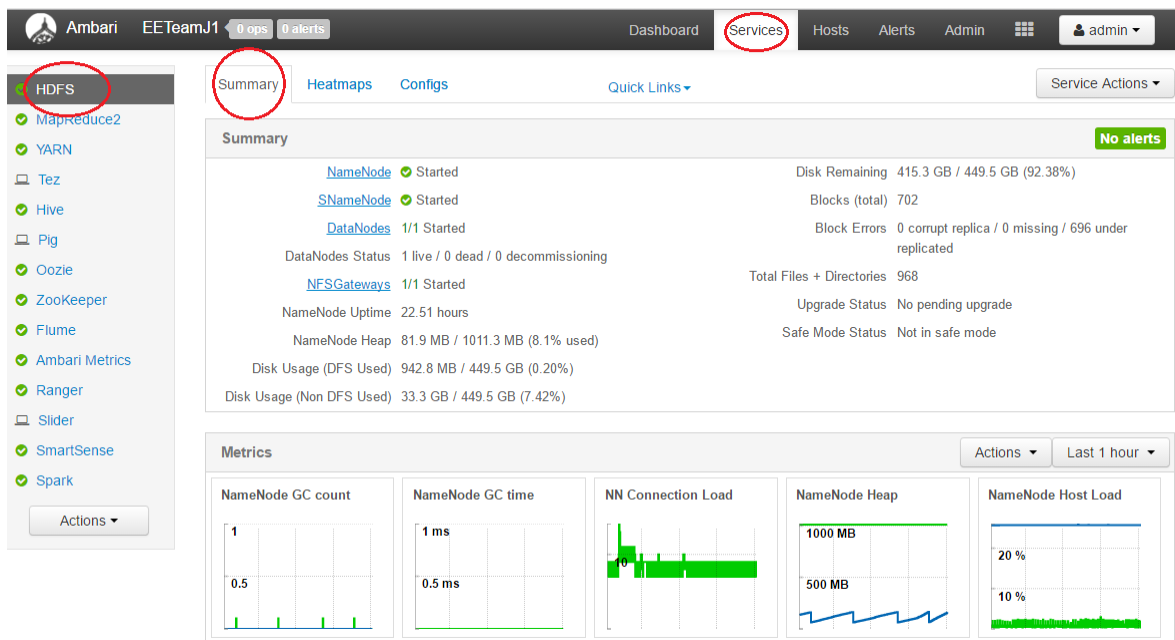 Ambari EETeamJ1 0 ops 0 alerts Dashboard Services Hosts Alerts Admin admin
HDFS
MapReduce2
YARN
Tez
Hive
Pig
Oozie
ZooKeeper
Flume
Ambari Metrics
Ranger
Slider
SmartSense
Spark
Actions
Summary Heatmaps Configs Quick Links Service Actions
Summary No alerts
NameNode Started
SNameNode Started
DataNodes 1/1 Started
DataNodes Status 1 live / 0 dead / 0 decommissioning
NFSGateways 1/1 Started
NameNode Uptime 22.51 hours
NameNode Heap 81.9 MB / 1011.3 MB (8.1% used)
Disk Usage (DFS Used) 942.8 MB / 449.5 GB (0.20%)
Disk Usage (Non DFS Used) 33.3 GB / 449.5 GB (7.42%)
Disk Remaining 415.3 GB / 449.5 GB (92.38%)
Blocks (total) 702
Block Errors 0 corrupt replica / 0 missing / 696 under
replicated
Total Files + Directories 968
Upgrade Status No pending upgrade
Safe Mode Status Not in safe mode
Metrics Actions Last 1 hour
NameNode GC count
1
0.5
NameNode GC time
1 ms
0.5 ms
NN Connection Load
10
NameNode Heap
1000 MB
500 MB
NameNode Host Load
20 %
10 %